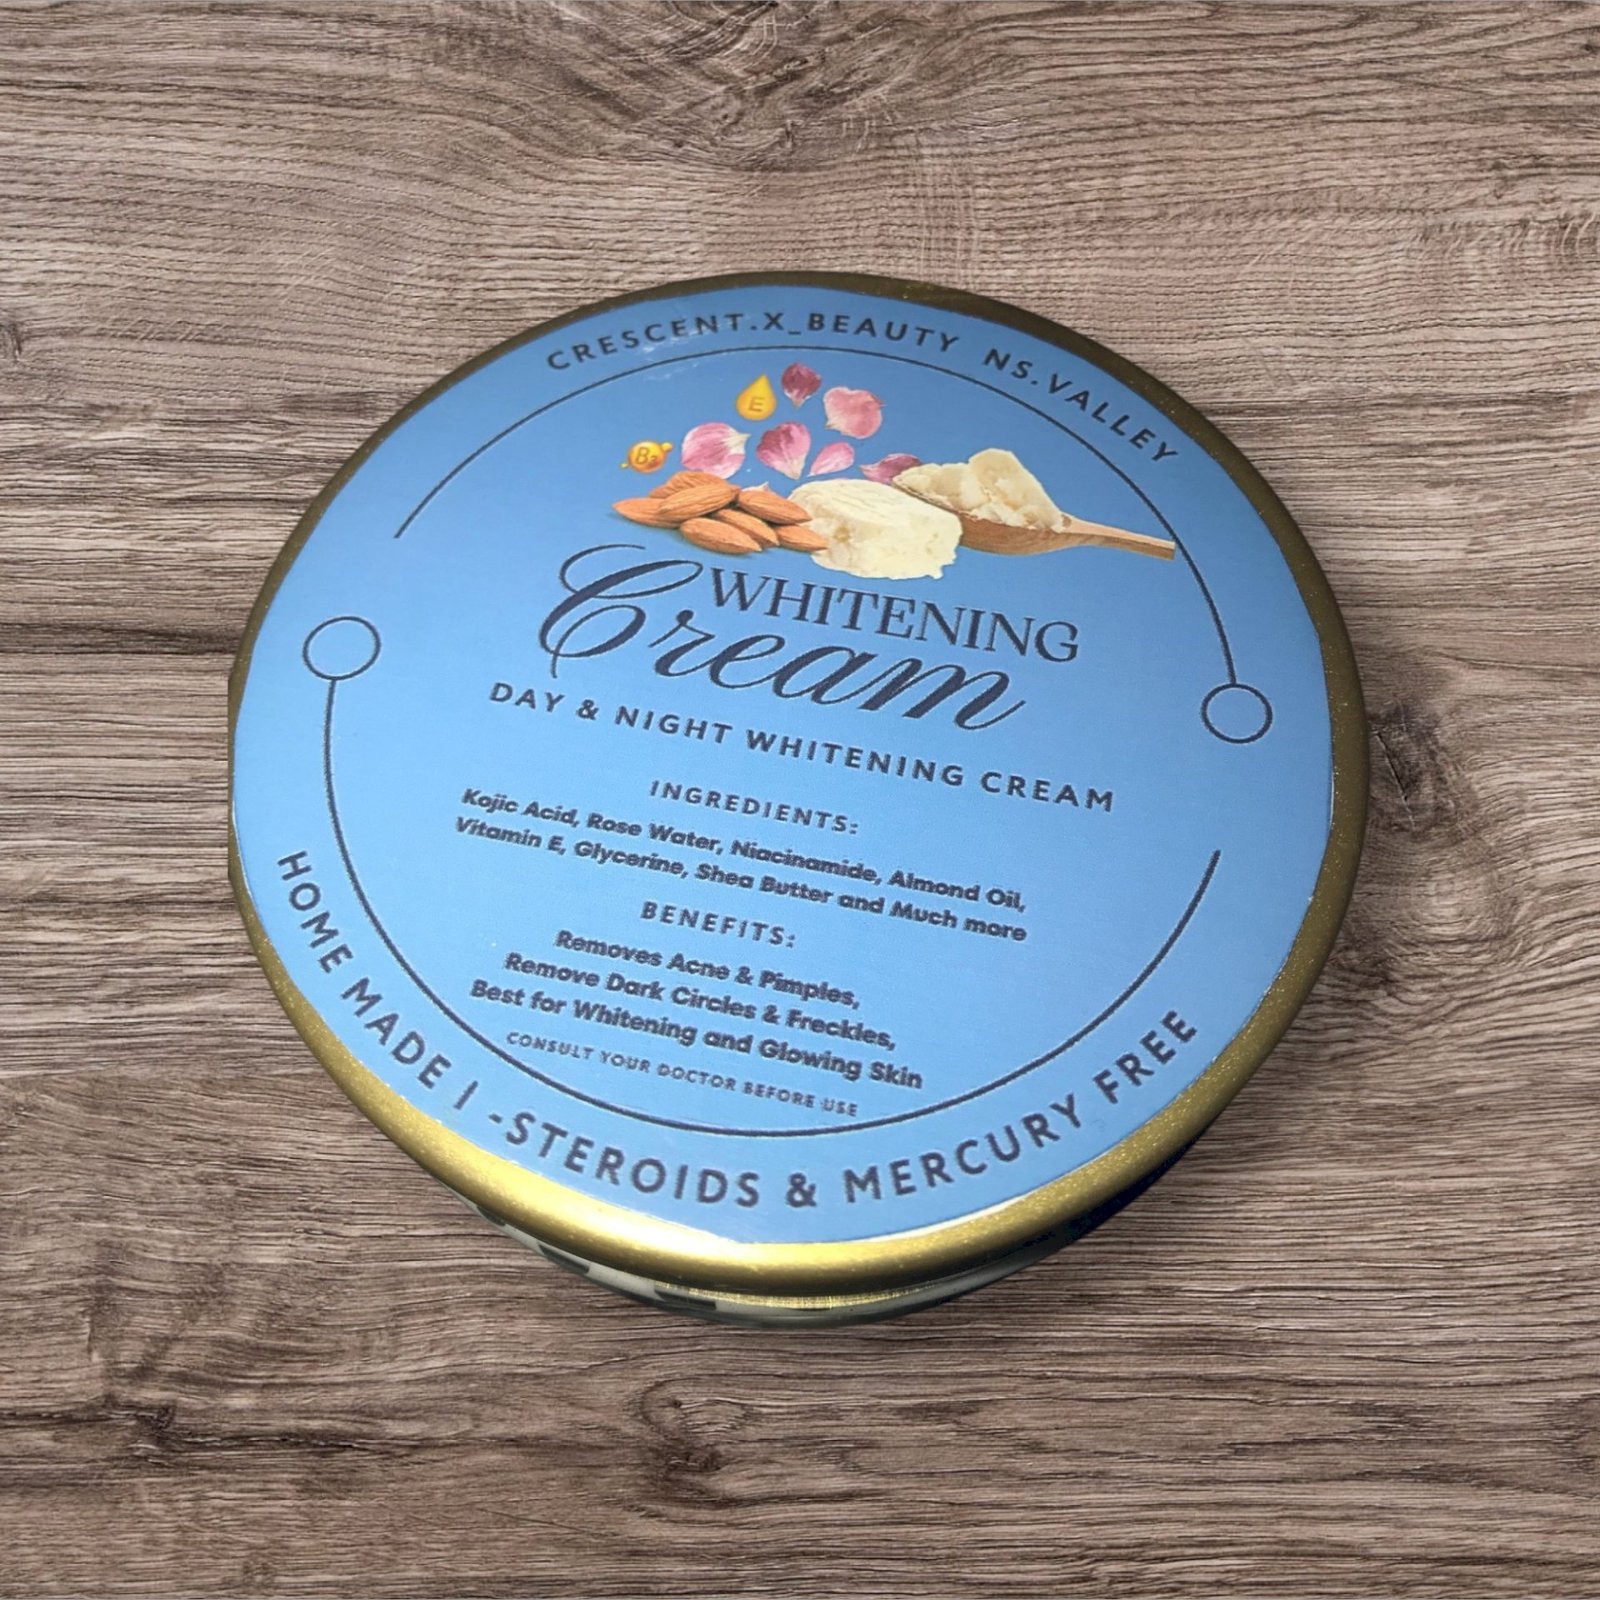 CRESCENT.X_BEAUTY NS.VALLEY
E
B₃
WHITENING
Cream
DAY & NIGHT WHITENING CREAM
INGREDIENTS:
Kojic Acid, Rose Water, Niacinamide, Almond Oil,
Vitamin E, Glycerine, Shea Butter and Much more
BENEFITS:
Removes Acne & Pimples,
Remove Dark Circles & Freckles,
Best for Whitening and Glowing Skin
CONSULT YOUR DOCTOR BEFORE USE
HOME MADE I -STEROIDS & MERCURY FREE